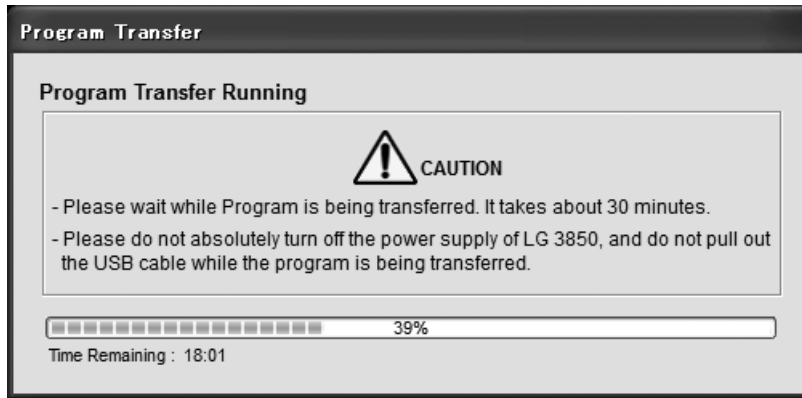 Program Transfer
Program Transfer Running
CAUTION
- Please wait while Program is being transferred. It takes about 30 minutes.
- Please do not absolutely turn off the power supply of LG 3850, and do not pull out
the USB cable while the program is being transferred.
39%
Time Remaining : 18:01